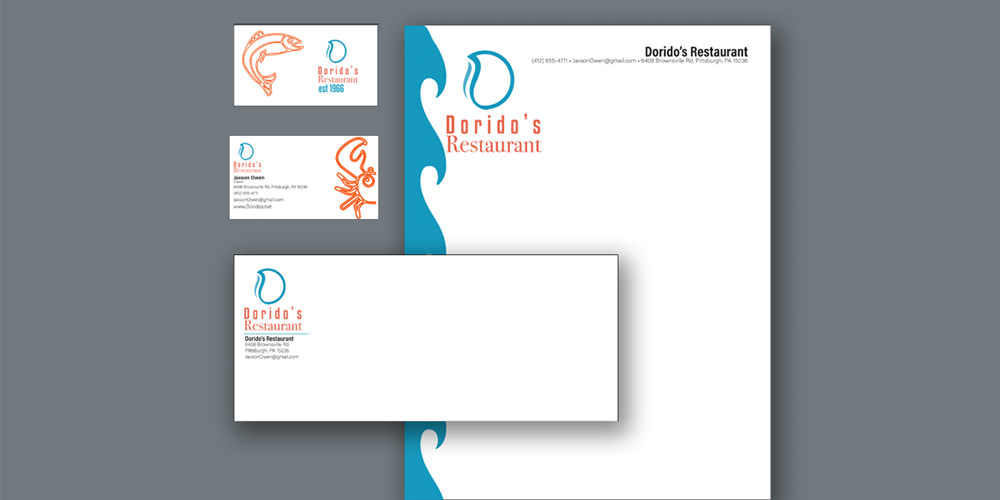 Dorido's
Restaurant
est 1966
Dorido's
Restaurant
Jaxson Owen
6408 Brownsville Rd, Pittsburgh, PA 15236
(412) 655-4711
JaxsonOwen@gmail.com
www.Doridos.net
Dorido's Restaurant
(412) 655-4711 • JaxsonOwen@gmail.com • 6408 Brownsville Rd, Pittsburgh, PA 15236
Dorido's
Restaurant
Dorido's
Restaurant
Dorido's Restaurant
6408 Brownsville Rd
Pittsburgh, PA 15236
JaxsonOwen@gmail.com